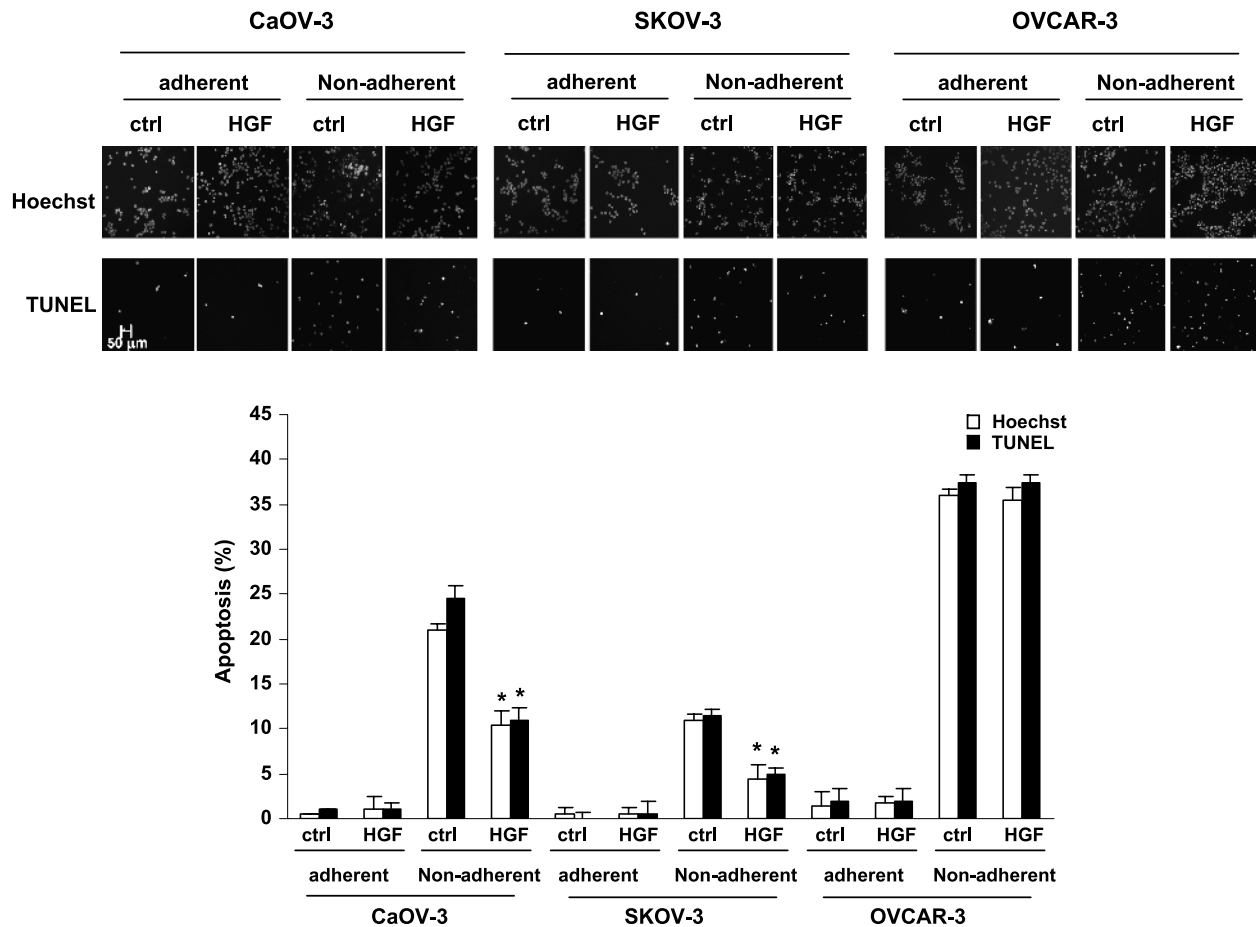 CaOV-3 SKOV-3 OVCAR-3
adherent Non-adherent adherent Non-adherent adherent Non-adherent
ctrl HGF ctrl HGF ctrl HGF ctrl HGF ctrl HGF ctrl HGF
Hoechst
TUNEL
50 μm
45
40
35
30
25
20
15
10
5
0
Apoptosis (%)
Hoechst
TUNEL
* *
* *
ctrl HGF ctrl HGF ctrl HGF ctrl HGF ctrl HGF ctrl HGF
adherent Non-adherent adherent Non-adherent adherent Non-adherent
CaOV-3 SKOV-3 OVCAR-3